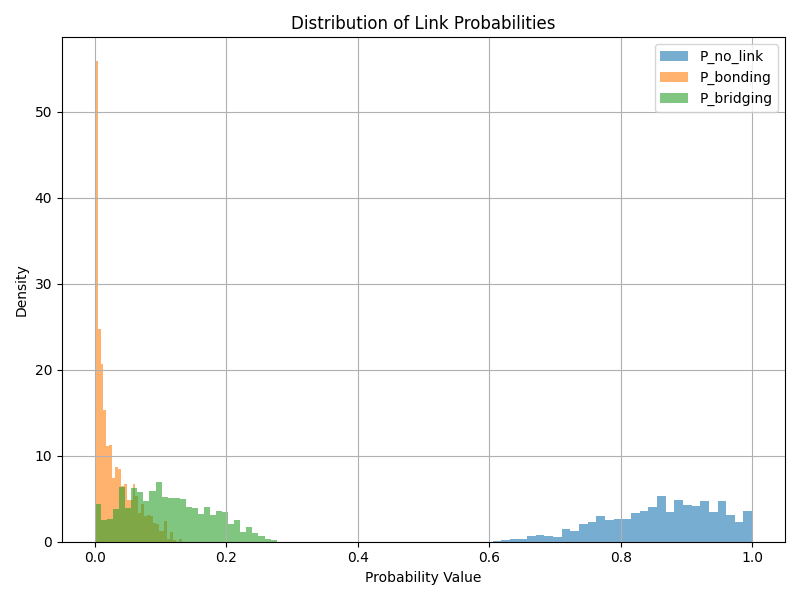 Distribution of Link Probabilities
P_no_link
P_bonding
P_bridging
Density
50
40
30
20
10
0
0.0 0.2 0.4 0.6 0.8 1.0
Probability Value